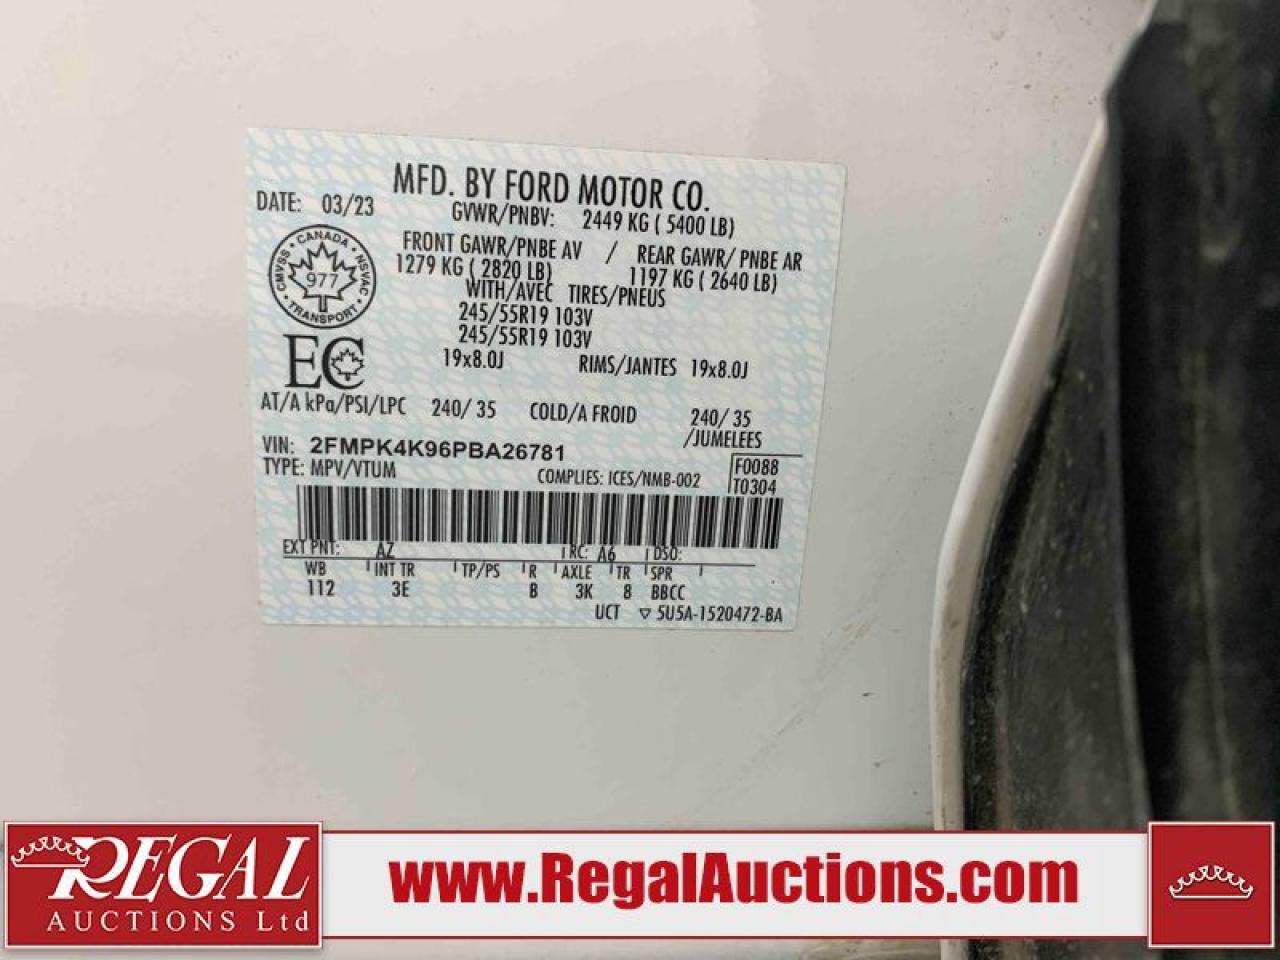 MFD. BY FORD MOTOR CO.
DATE: 03/23
GVWR/PNBV: 2449 KG ( 5400 LB)
FRONT GAWR/PNBE AV / REAR GAWR/ PNBE AR
1279 KG ( 2820 LB) 1197 KG ( 2640 LB)
WITH/AVEC TIRES/PNEUS
245/55R19 103V
245/55R19 103V
19x8.0J RIMS/JANTES 19x8.0J
CANADA
CMVSS 977 NSVAC
TRANSPORT
EC
AT/A kPa/PSI/LPC 240/ 35 COLD/A FROID 240/ 35
/JUMELEES
VIN: 2FMPK4K96PBA26781
TYPE: MPV/VTUM
COMPLIES: ICES/NMB-002
F0088
T0304
EXT PNT: AZ RC: A6 DSO:
WB INT TR TP/PS R AXLE TR SPR
112 3E B 3K 8 BBCC
UCT ▽ 5U5A-1520472-BA
REGAL
AUCTIONS Ltd
www.RegalAuctions.com